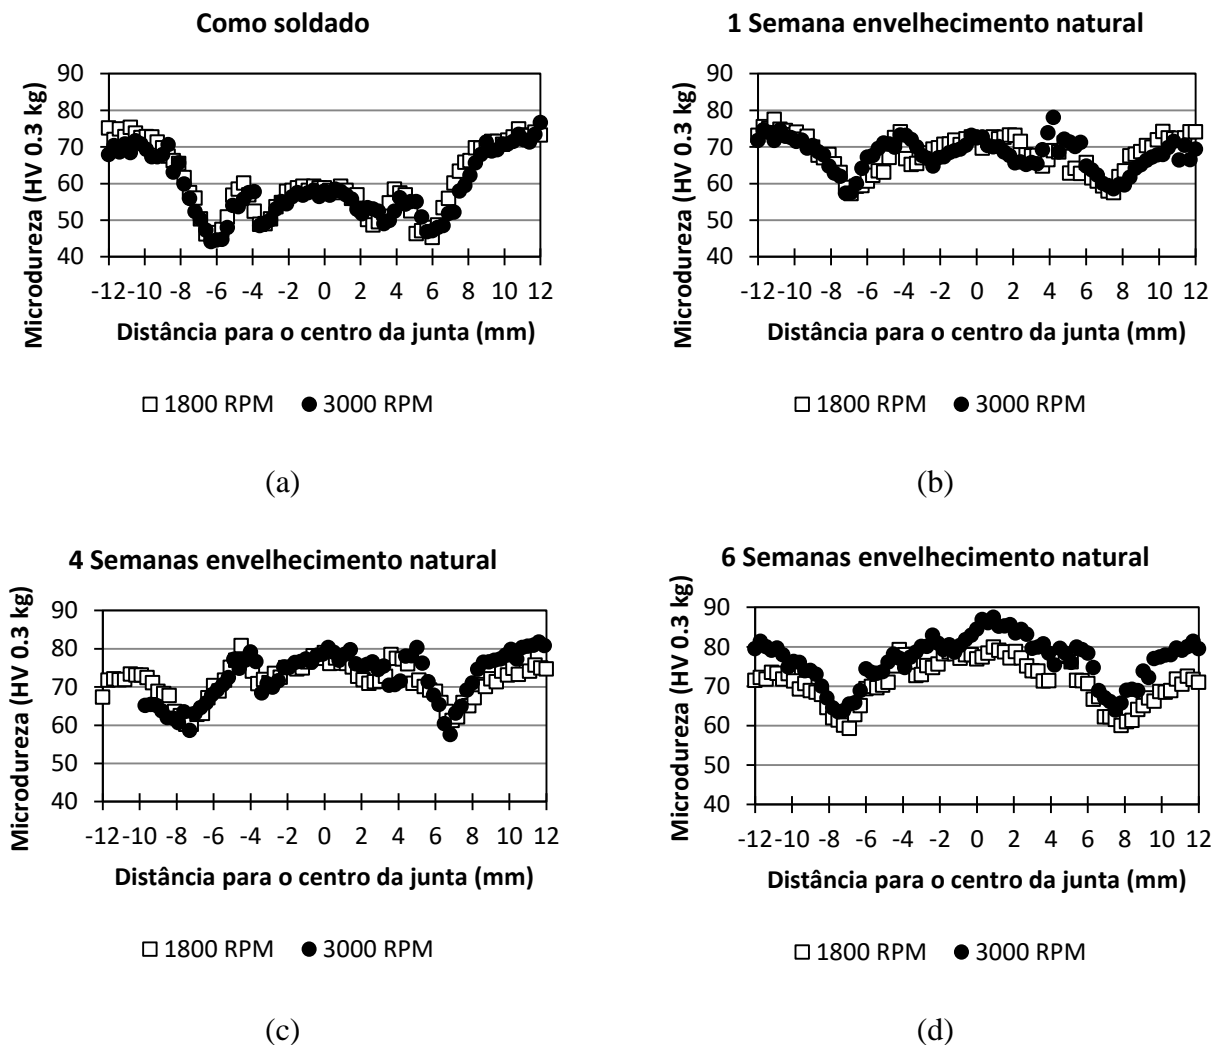 Como soldado
Microdureza (HV 0.3 kg)
90
80
70
60
50
40
-12 -10 -8 -6 -4 -2 0 2 4 6 8 10 12
Distância para o centro da junta (mm)
1800 RPM 3000 RPM
(a)
1 Semana envelhecimento natural
Microdureza (HV 0.3 kg)
90
80
70
60
50
40
-12 -10 -8 -6 -4 -2 0 2 4 6 8 10 12
Distância para o centro da junta (mm)
1800 RPM 3000 RPM
(b)
4 Semanas envelhecimento natural
Microdureza (HV 0.3 kg)
90
80
70
60
50
40
-12 -10 -8 -6 -4 -2 0 2 4 6 8 10 12
Distância para o centro da junta (mm)
1800 RPM 3000 RPM
(c)
6 Semanas envelhecimento natural
Microdureza (HV 0.3 kg)
90
80
70
60
50
40
-12 -10 -8 -6 -4 -2 0 2 4 6 8 10 12
Distância para o centro da junta (mm)
1800 RPM 3000 RPM
(d)